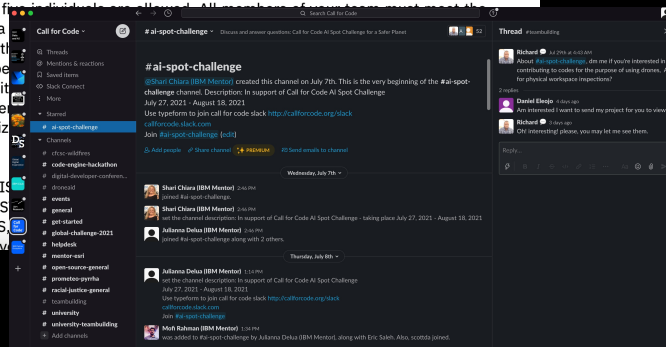 fi e individuals are allowed. All members of your team must meet the
Search Call for Code
Call for Code
Threads
Mentions & reactions
Saved items
Slack Connect
More
Starred
# ai-spot-challenge
Channels
# cfcsc-wildfires
# code-engine-hackathon
# digital-developer-conferen...
# droneaid
# events
# general
# get-started
# global-challenge-2021
# helpdesk
# mentor-esri
# open-source-general
# prometeo-pyrrha
# racial-justice-general
# teambuilding
# university
# university-teambuilding
+ Add channels
# ai-spot-challenge
Discuss and answer questions: Call for Code AI Spot Challenge for a Safer Planet
52
#ai-spot-challenge
@Shari Chiara (IBM Mentor) created this channel on July 7th. This is the very beginning of the #ai-spot-
challenge channel. Description: In support of Call for Code AI Spot Challenge
July 27, 2021 - August 18, 2021
Use typeform to join call for code slack http://callforcode.org/slack
callforcode.slack.com
Join #ai-spot-challenge (edit)
Add people
Share channel
PREMIUM
Send emails to channel
Wednesday, July 7th
Shari Chiara (IBM Mentor) 2:46 PM
joined #ai-spot-challenge.
Shari Chiara (IBM Mentor) 2:46 PM
set the channel description: In support of Call for Code AI Spot Challenge - taking place July 27, 2021 - August 18, 2021
Julianna Delua (IBM Mentor) 2:46 PM
joined #ai-spot-challenge along with 2 others.
Thursday, July 8th
Julianna Delua (IBM Mentor) 1:14 PM
set the channel description: In support of Call for Code AI Spot Challenge
July 27, 2021 - August 18, 2021
Use typeform to join call for code slack http://callforcode.org/slack
callforcode.slack.com
Join #ai-spot-challenge
Mofi Rahman (IBM Mentor) 1:34 PM
was added to #ai-spot-challenge by Julianna Delua (IBM Mentor), along with Eric Saleh. Also, scottda joined.
Thread #teambuilding
Richard Jul 29th at 6:43 AM
About #ai-spot-challenge, dm me if you're interested in
contributing to codes for the purpose of using drones. A
for physical workspace inspections?
2 replies
Daniel Eleojo 4 days ago
Am interested I want to send my project for you to view
Richard 3 days ago
Oh! interesting! please, you may let me see them.
Reply...